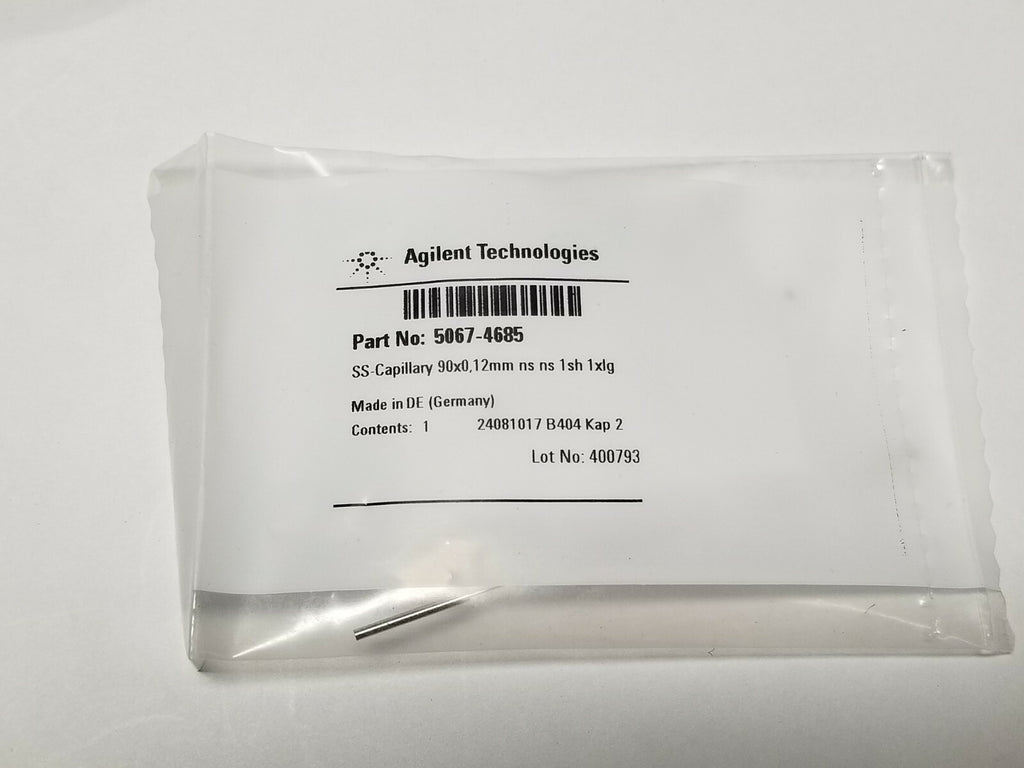 Agilent Technologies
Part No: 5067-4685
SS-Capillary 90x0,12mm ns ns 1sh 1xlg
Made in DE (Germany)
Contents: 1 24081017 B404 Kap 2
Lot No: 400793